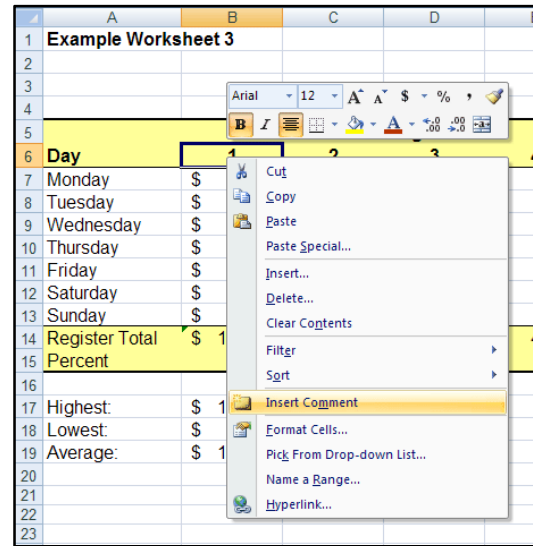 A B C D
1 Example Worksheet 3
2
3
Arial 12 A A $ % ,
4
B I A .00 .00 a
5
6 Day 1 2 3
7 Monday $
8 Tuesday $
9 Wednesday $
10 Thursday $
11 Friday $
12 Saturday $
13 Sunday $
14 Register Total $ 1
15 Percent
16
17 Highest: $ 1
18 Lowest: $
19 Average: $ 1
20
21
22
23
Cut
Copy
Paste
Paste Special...
Insert...
Delete...
Clear Contents
Filter
Sort
Insert Comment
Format Cells...
Pick From Drop-down List...
Name a Range...
Hyperlink...